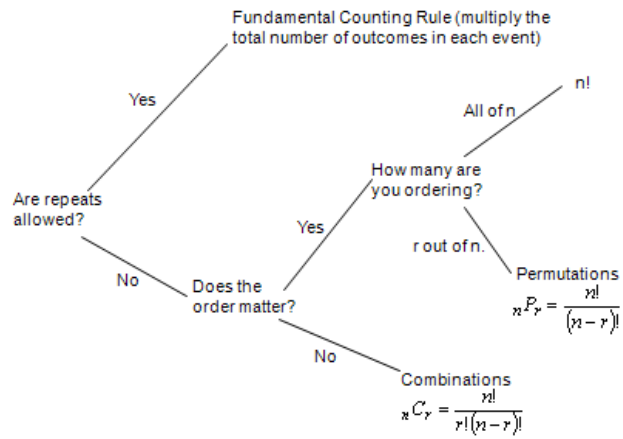 Fundamental Counting Rule (multiply the
total number of outcomes in each event)
Yes
n!
All of n
How many are
you ordering?
Are repeats
allowed?
Yes
r out of n.
No
Does the
order matter?
Permutations
nPr = n!/(n-r)!
No
Combinations
nCr = n!/r!(n-r)!